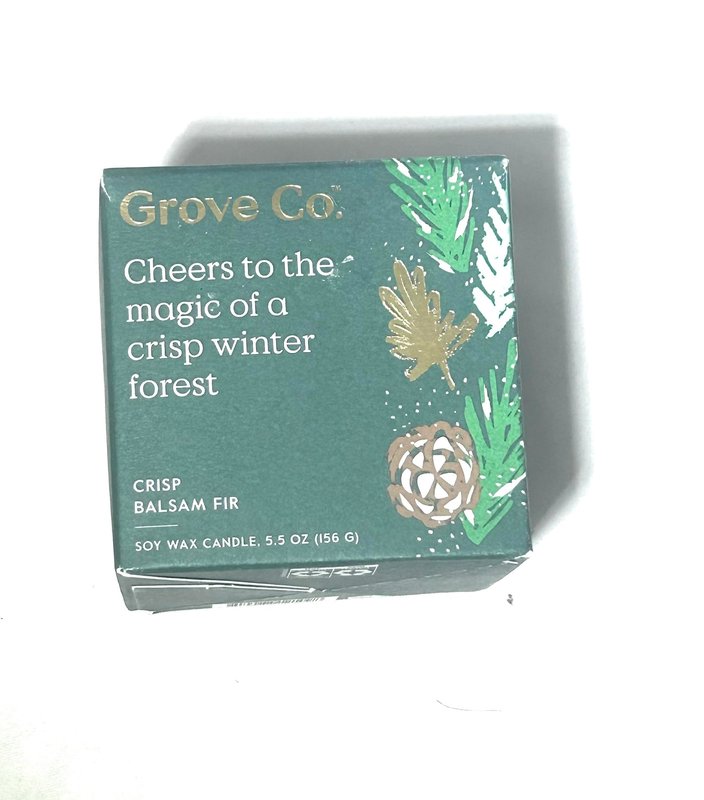 Grove Co.™
Cheers to the
magic of a
crisp winter
forest
CRISP
BALSAM FIR
SOY WAX CANDLE, 5.5 OZ (156 G)